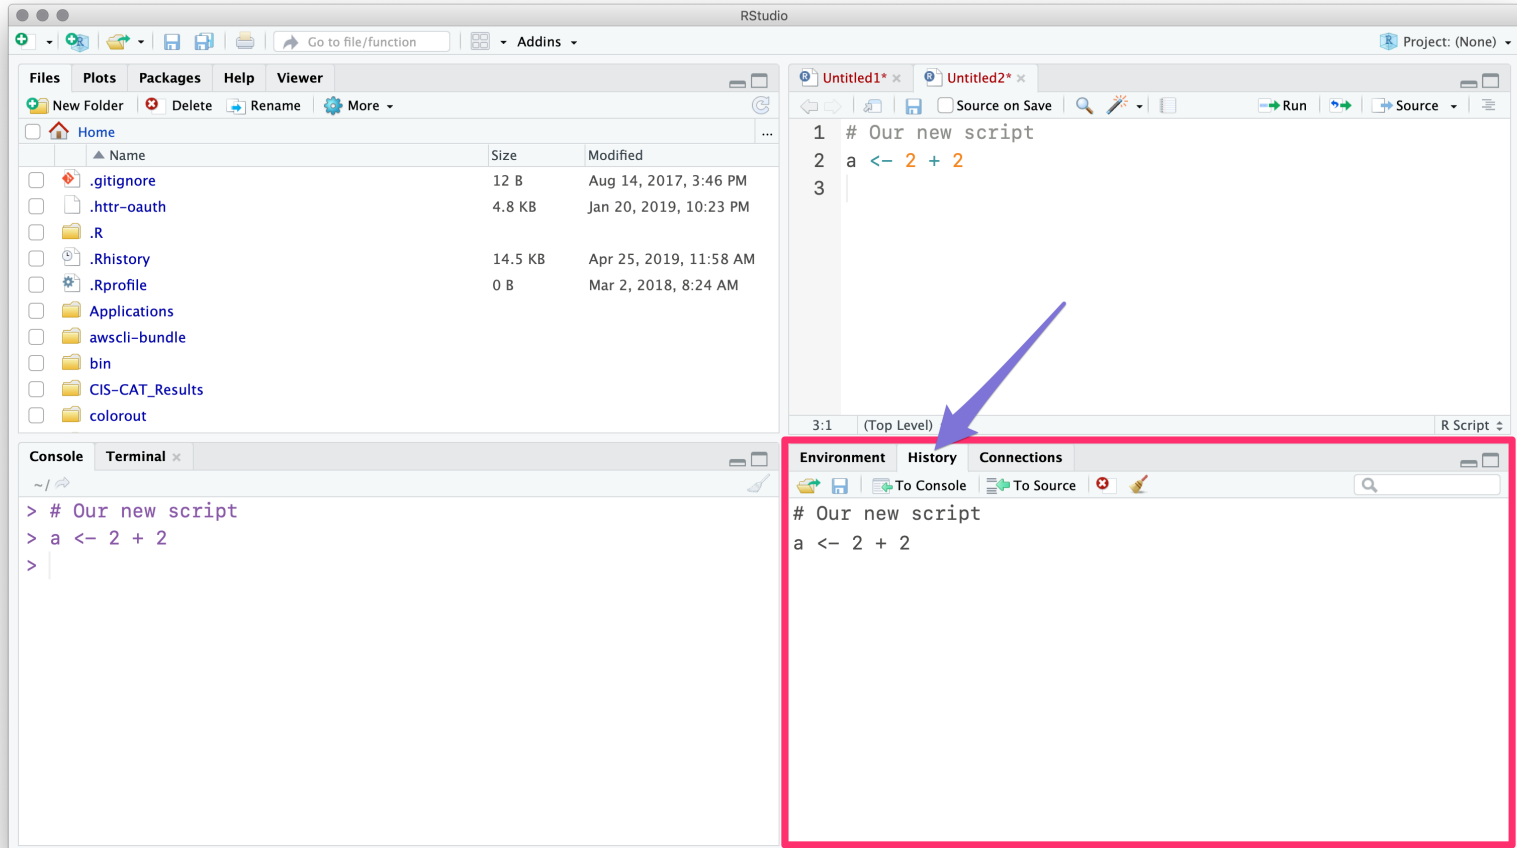 RStudio
Go to file/function Addins Project: (None)
Files Plots Packages Help Viewer
New Folder Delete Rename More
Home ...
Name Size Modified
.gitignore 12 B Aug 14, 2017, 3:46 PM
.httr-oauth 4.8 KB Jan 20, 2019, 10:23 PM
.R
.Rhistory 14.5 KB Apr 25, 2019, 11:58 AM
.Rprofile 0 B Mar 2, 2018, 8:24 AM
Applications
awscli-bundle
bin
CIS-CAT_Results
colorout
Untitled1* Untitled2*
Source on Save Run Source
1 # Our new script
2 a <- 2 + 2
3
3:1 (Top Level) R Script
Console Terminal
~/
> # Our new script
> a <- 2 + 2
>
Environment History Connections
To Console To Source
# Our new script
a <- 2 + 2